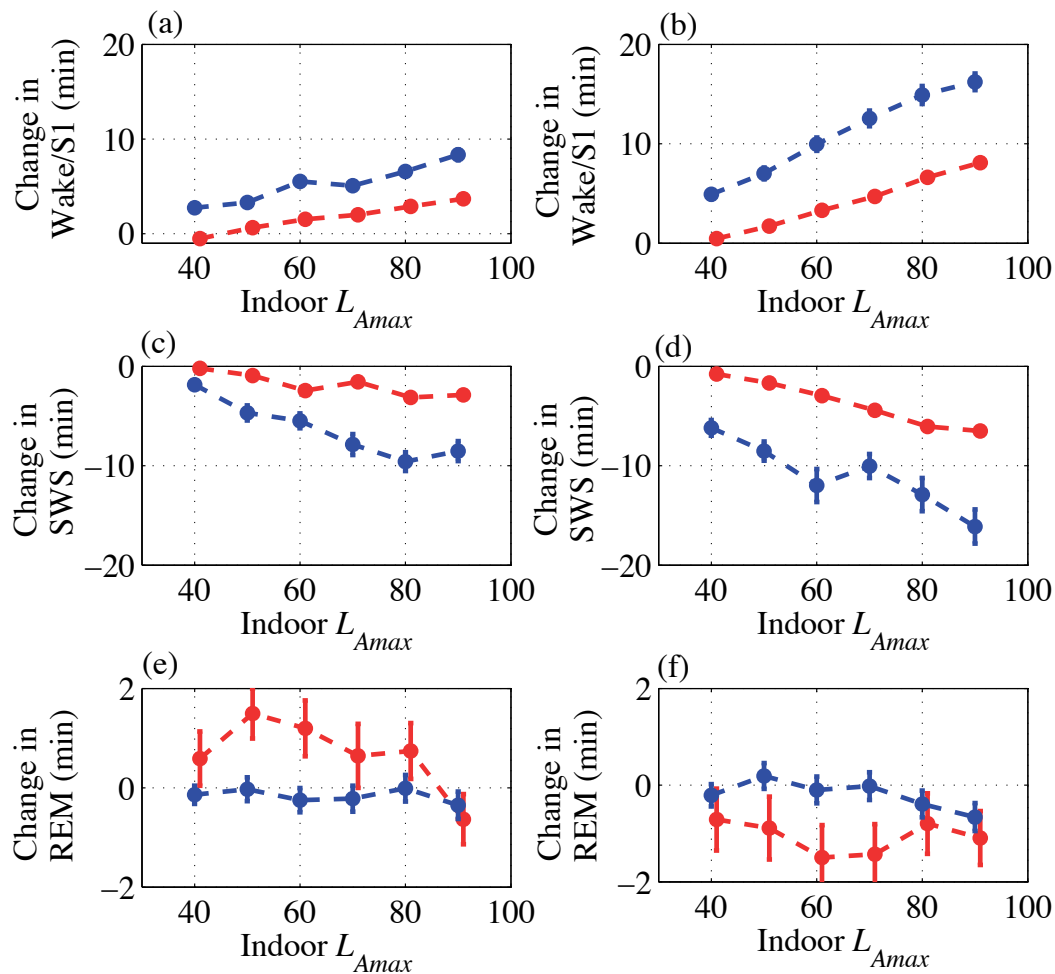 (a)
Change in
Wake/S1 (min)
20
10
0
40 60 80 100
Indoor L_Amax
(b)
Change in
Wake/S1 (min)
20
10
0
40 60 80 100
Indoor L_Amax
(c)
Change in
SWS (min)
0
−10
−20
40 60 80 100
Indoor L_Amax
(d)
Change in
SWS (min)
0
−10
−20
40 60 80 100
Indoor L_Amax
(e)
Change in
REM (min)
2
0
−2
40 60 80 100
Indoor L_Amax
(f)
Change in
REM (min)
2
0
−2
40 60 80 100
Indoor L_Amax